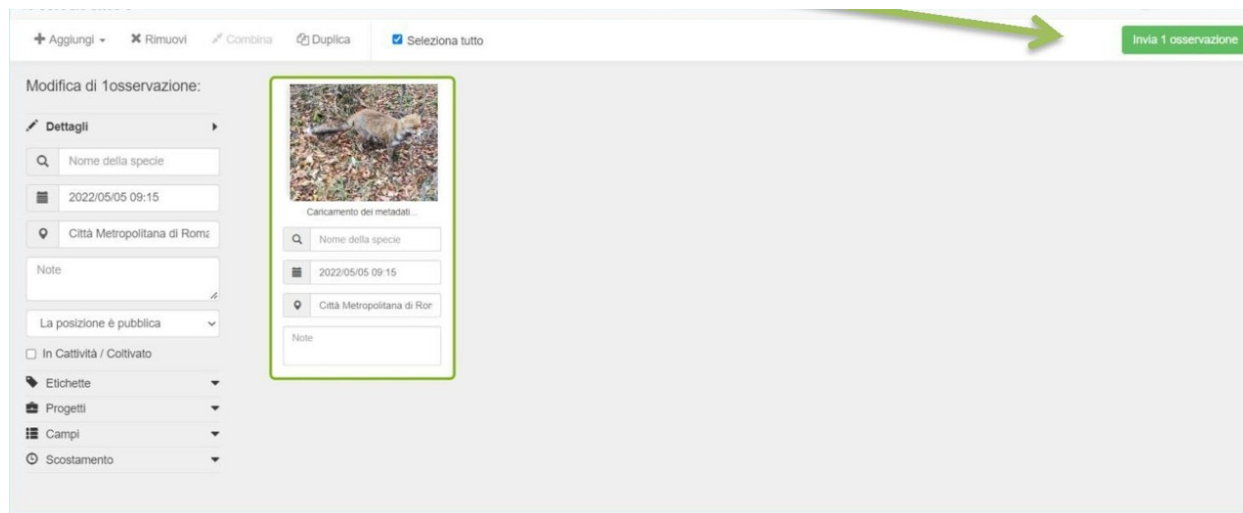 Aggiungi
Rimuovi
Combina
Duplica
Seleziona tutto
Invia 1 osservazione
Modifica di 1osservazione:
Dettagli
Nome della specie
2022/05/05 09:15
Città Metropolitana di Roma
Note
La posizione è pubblica
In Cattività / Coltivato
Etichette
Progetti
Campi
Scostamento
Caricamento dei metadati...
Nome della specie
2022/05/05 09:15
Città Metropolitana di Ror
Note